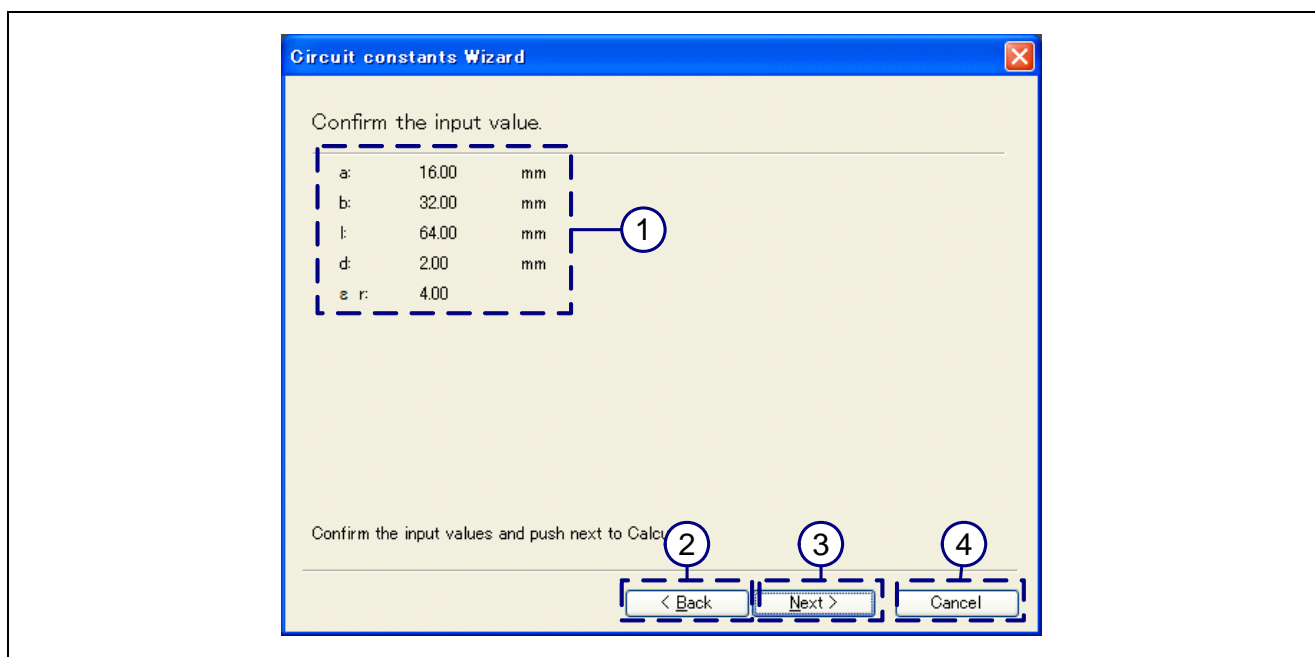 Circuit constants Wizard
Confirm the input value.
a: 16.00 mm
b: 32.00 mm
l: 64.00 mm
d: 2.00 mm
ε r: 4.00
1
Confirm the input values and push next to
2
3
4
< Back
Next >
Cancel